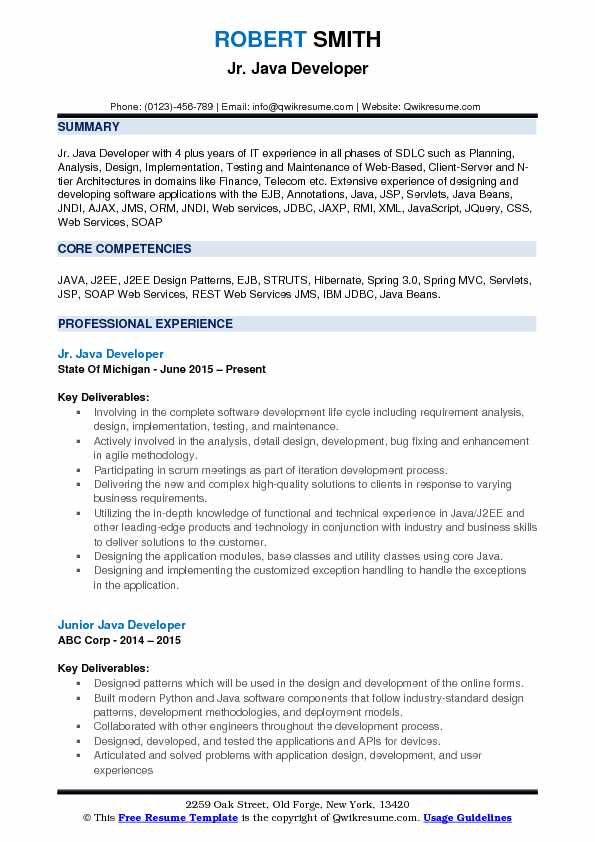 ROBERT SMITH
Jr. Java Developer
Phone: (0123)-456-789 | Email: info@qwikresume.com | Website: Qwikresume.com
SUMMARY
Jr. Java Developer with 4 plus years of IT experience in all phases of SDLC such as Planning,
Analysis, Design, Implementation, Testing and Maintenance of Web-Based, Client-Server and N-
tier Architectures in domains like Finance, Telecom etc. Extensive experience of designing and
developing software applications with the EJB, Annotations, Java, JSP, Servlets, Java Beans,
JNDI, AJAX, JMS, ORM, JNDI, Web services, JDBC, JAXP, RMI, XML, JavaScript, JQuery, CSS,
Web Services, SOAP
CORE COMPETENCIES
JAVA, J2EE, J2EE Design Patterns, EJB, STRUTS, Hibernate, Spring 3.0, Spring MVC, Servlets,
JSP, SOAP Web Services, REST Web Services JMS, IBM JDBC, Java Beans.
PROFESSIONAL EXPERIENCE
Jr. Java Developer
State Of Michigan - June 2015 – Present
Key Deliverables:
▪ Involving in the complete software development life cycle including requirement analysis,
design, implementation, testing, and maintenance.
▪ Actively involved in the analysis, detail design, development, bug fixing and enhancement
in agile methodology.
▪ Participating in scrum meetings as part of iteration development process.
▪ Delivering the new and complex high-quality solutions to clients in response to varying
business requirements.
▪ Utilizing the in-depth knowledge of functional and technical experience in Java/J2EE and
other leading-edge products and technology in conjunction with industry and business skills
to deliver solutions to the customer.
▪ Designing the application modules, base classes and utility classes using core Java.
▪ Designing and implementing the customized exception handling to handle the exceptions
in the application.
Junior Java Developer
ABC Corp - 2014 – 2015
Key Deliverables:
▪ Designed patterns which will be used in the design and development of the online forms.
▪ Built modern Python and Java software components that follow industry-standard design
patterns, development methodologies, and deployment models.
▪ Collaborated with other engineers throughout the development process.
▪ Designed, developed, and tested the applications and APIs for devices.
▪ Articulated and solved problems with application design, development, and user
experiences
2259 Oak Street, Old Forge, New York, 13420
© This Free Resume Template is the copyright of Qwikresume.com. Usage Guidelines